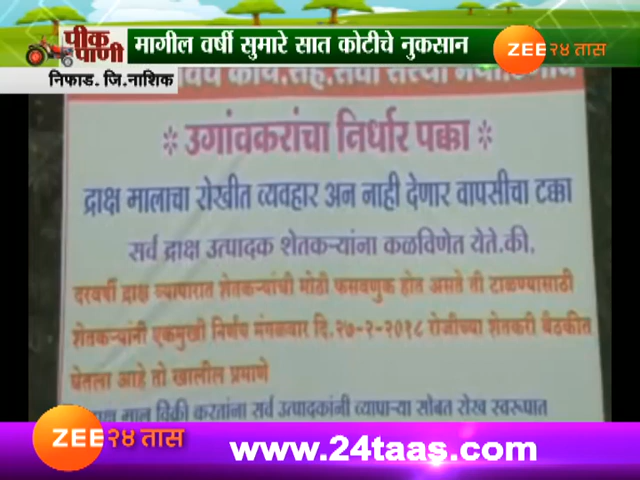 पीक पाणी
मागील वर्षी सुमारे सात कोटीचे नुकसान
ZEE २४ तास
निफाड. जि.नाशिक
* उगांवकरांचा निर्धार पक्का *
द्राक्ष मालाचा रोखीत व्यवहार अन नाही देणार वापसीचा टक्का
सर्व द्राक्ष उत्पादक शेतकऱ्यांना कळविणेत येते.की.
दरवर्षी द्राक्ष व्यापारात शेतकऱ्यांची मोठी फसवणुक होत असते ती टाळण्यासाठी
शेतकऱ्यांनी एकमुखी निर्णय मंगळवार दि.२७-२-२०१८ रोजीच्या शेतकरी बैठकीत
घेतला आहे तो खालील प्रमाणे
द्राक्ष माल विक्री करतांना सर्व उत्पादकांनी व्यापाऱ्या सोबत रोख स्वरूपात
ZEE २४ तास
www.24taas.com